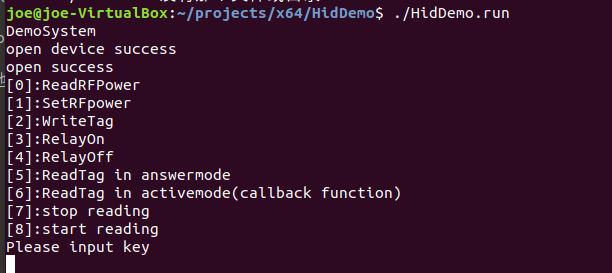 joe@joe-VirtualBox:~/projects/x64/HidDemo$ ./HidDemo.run
DemoSystem
open device success
open success
[0]:ReadRFPower
[1]:SetRFpower
[2]:WriteTag
[3]:RelayOn
[4]:RelayOff
[5]:ReadTag in answermode
[6]:ReadTag in activemode(callback function)
[7]:stop reading
[8]:start reading
Please input key